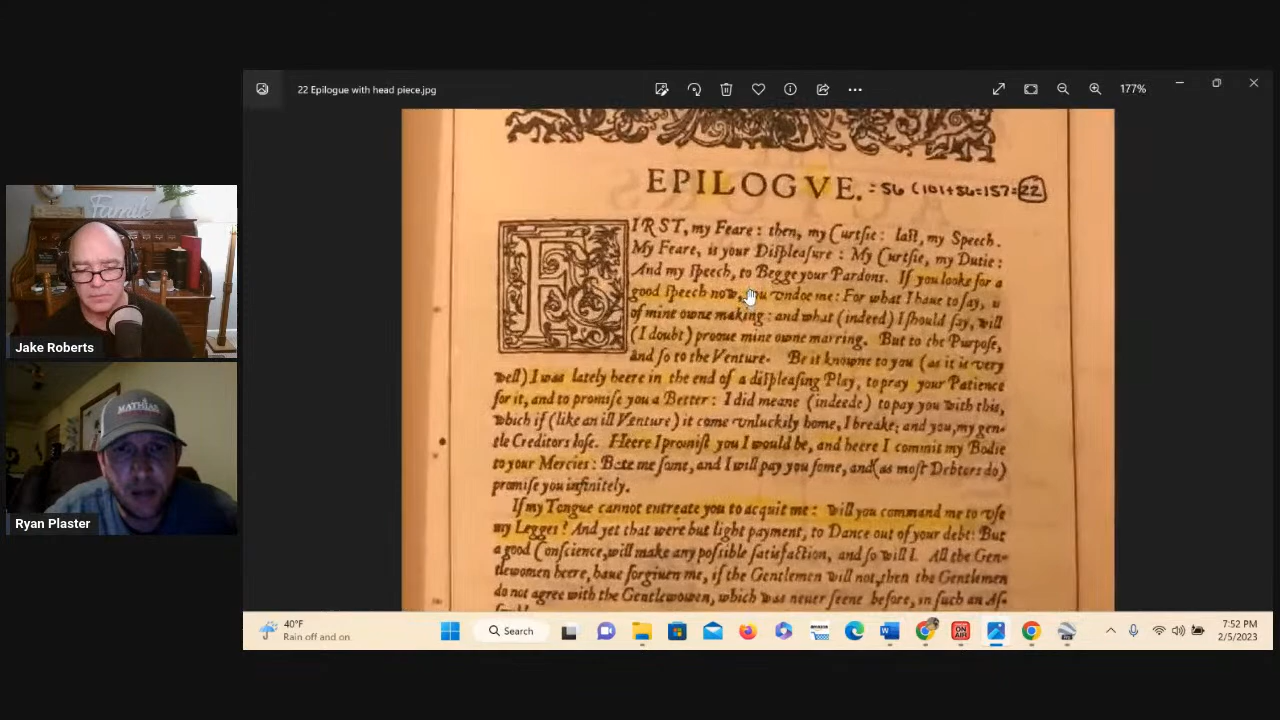 22 Epilogue with head piece.jpg
177%
EPILOGVE. = 56 (101+56=157=22
FIRST, my Feare: then, my Curtſie: laſt, my Speech.
My Feare, is your Diſpleaſure: My Curtſie, my Dutie:
And my ſpeech, to Begge your Pardons. If you looke for a
good ſpeech now, you vndoe me: For what I haue to ſay, is
of mine owne making: and what (indeed) I ſhould ſay, will
(I doubt) prooue mine owne marring. But to the Purpoſe,
and ſo to the Venture. Be it knowne to you (as it is very
well) I was lately heere in the end of a diſpleaſing Play, to pray your Patience
for it, and to promiſe you a Better: I did meane (indeede) to pay you with this,
which if (like an ill Venture) it come vnluckily home, I breake; and you, my gen-
tle Creditors loſe. Heere I promiſt you I would be, and heere I commit my Bodie
to your Mercies: Bate me ſome, and I will pay you ſome, and (as moſt Debtors do)
promiſe you infinitely.
If my Tongue cannot entreate you to acquit me: will you command me to vſe
my Legges? And yet that were but light payment, to Dance out of your debt: But
a good Conſcience, will make any poſſible ſatisfaction, and ſo will I. All the Gen-
tlewomen heere, haue forgiuen me, if the Gentlemen will not, then the Gentlemen
do not agree with the Gentlewowen, which was neuer ſeene before, in ſuch an Aſ-
Family
Jake Roberts
MATHIAS
Ryan Plaster
40°F
Rain off and on
Search
ON AIR
7:52 PM
2/5/2023